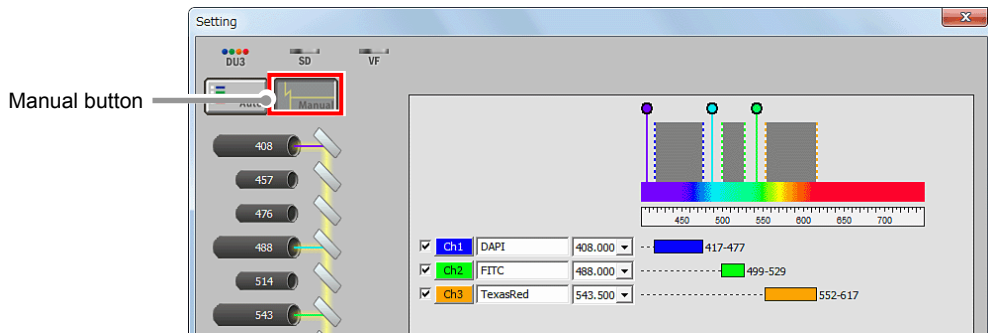 Setting
DU3 SD VF
Manual button
Auto Manual
408
457
476
488
514
543
450 500 550 600 650 700
Ch1 DAPI 408.000 417-477
Ch2 FITC 488.000 499-529
Ch3 TexasRed 543.500 552-617